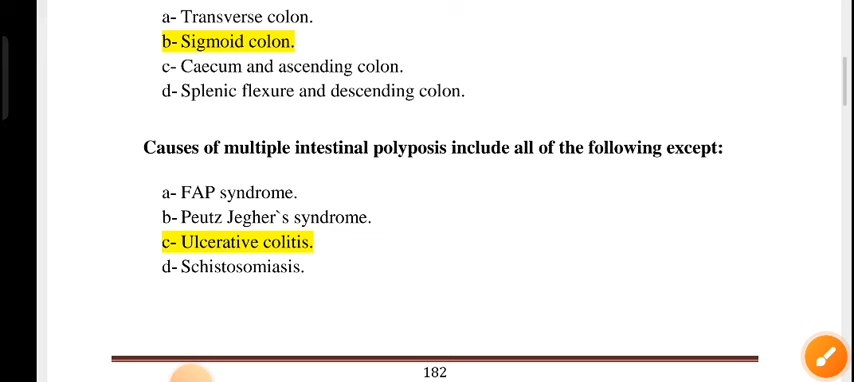 a- Transverse colon.
b- Sigmoid colon.
c- Caecum and ascending colon.
d- Splenic flexure and descending colon.
Causes of multiple intestinal polyposis include all of the following except:
a- FAP syndrome.
b- Peutz Jegher`s syndrome.
c- Ulcerative colitis.
d- Schistosomiasis.
182